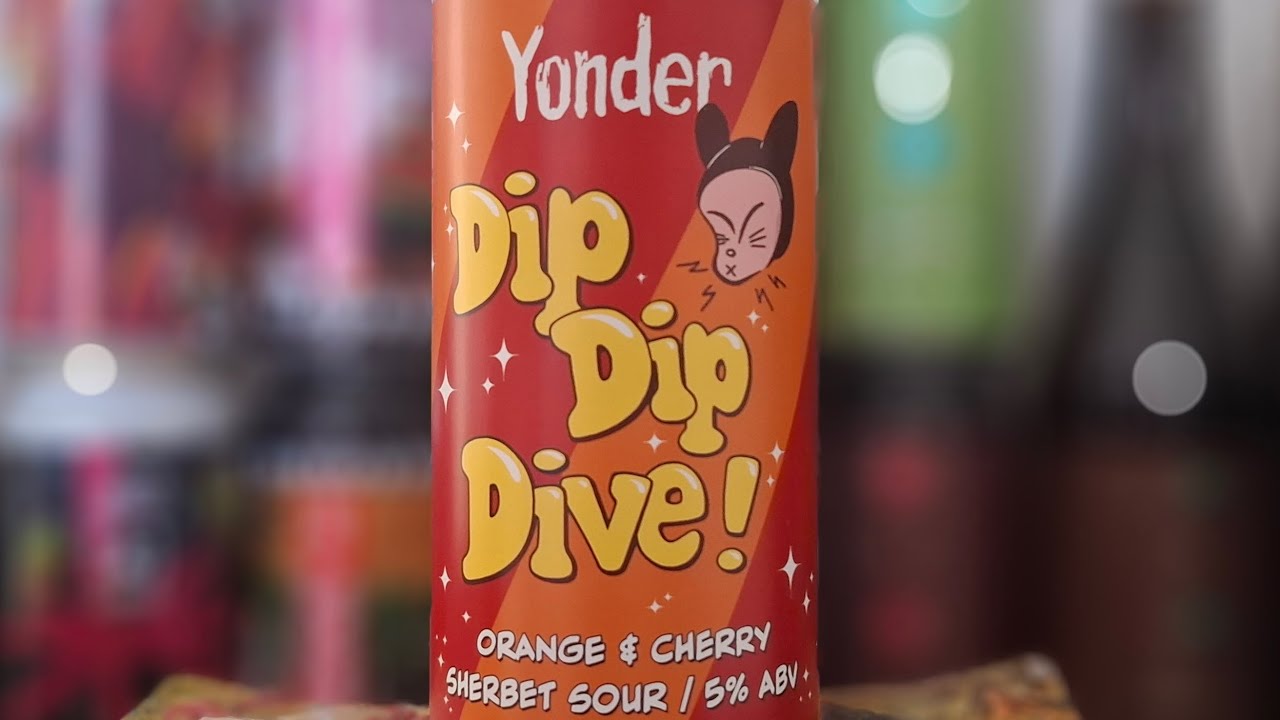 Yonder
Dip
Dip
Dive!
ORANGE & CHERRY
SHERBET SOUR / 5% ABV